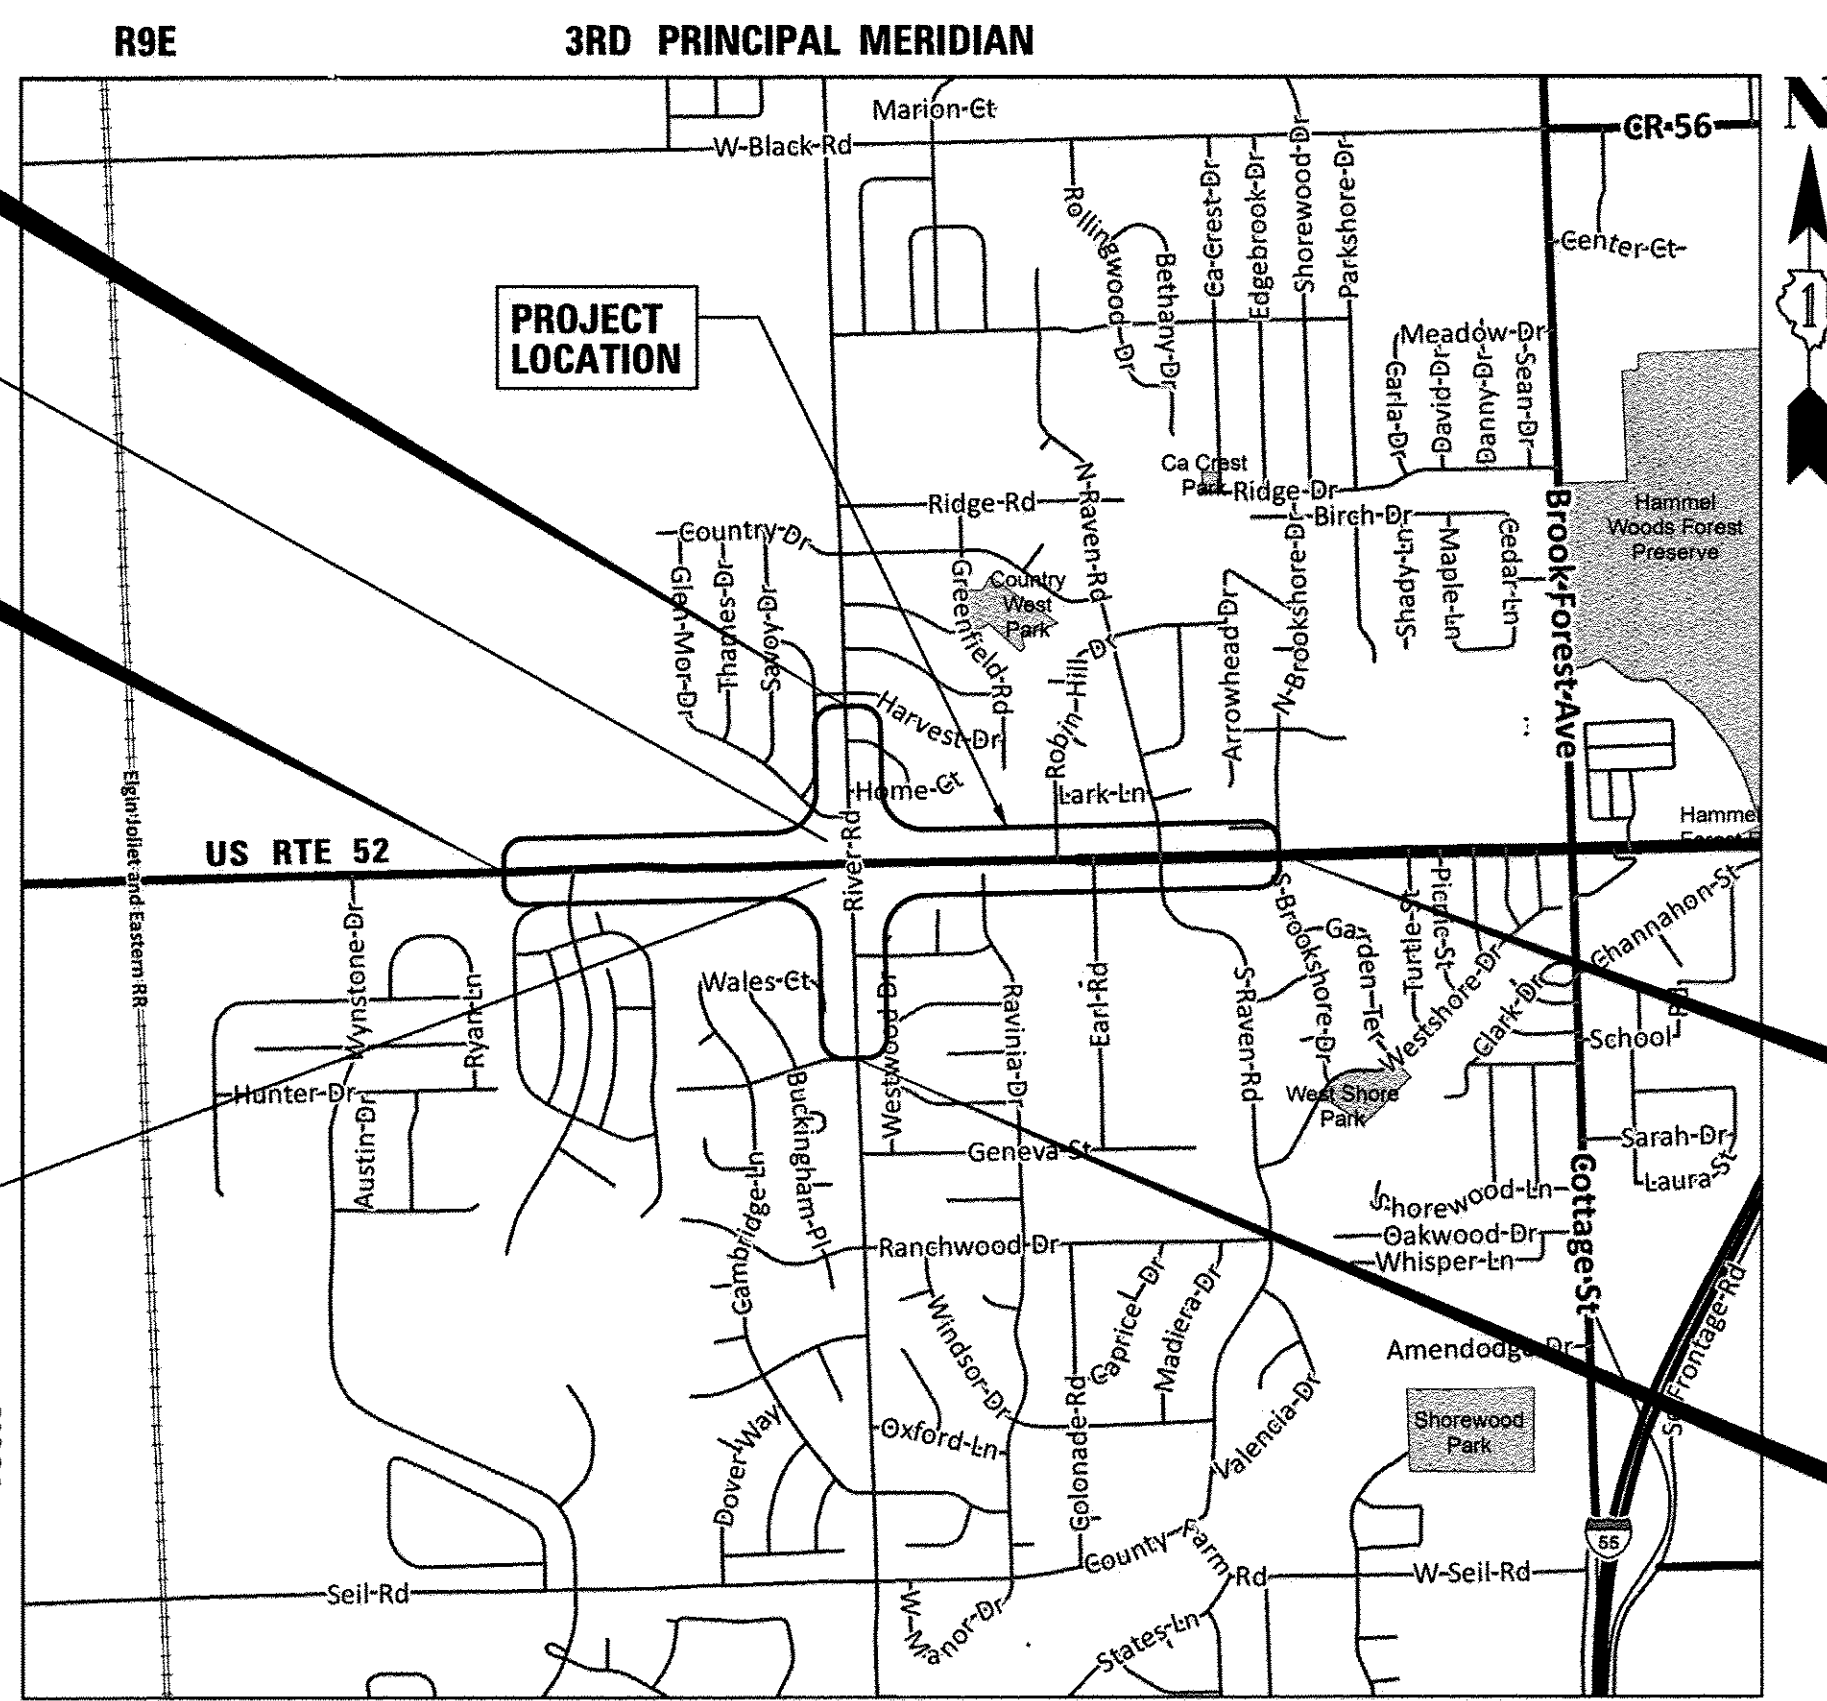 R9E
3RD PRINCIPAL MERIDIAN
N
Marion Ct
W Black Rd
CR 56
Center Ct
Rollingwood Dr
Bethany Dr
Ca Crest Dr
Edgebrook Dr
Shorewood Dr
Parkshore Dr
1
PROJECT
LOCATION
Meadow Dr
Carla Dr
David Dr
Danny Dr
Sean Dr
Ca Crest
Park
Ridge Dr
Ridge Rd
N Raven Rd
Birch Dr
Brook Forest Ave
Hammel
Woods Forest
Preserve
Country Dr
Glen Mor Dr
Thames Dr
Savoy Dr
Greenfield Rd
Country
West
Park
Arrowhead Dr
N Brookshore Dr
Shapply Ln
Maple Ln
Cedar Ln
Robin Hill Dr
Harvest Dr
Home Ct
Lark Ln
Elgin Joliet and Eastern RR
US RTE 52
River Rd
Hammel
Wynstone Dr
Ryan Ln
Hunter Dr
Austin Dr
Wales Ct
Westwood Dr
Ravinia Dr
Earl Rd
S Raven Rd
S Brookshore Dr
Garden Ter
Picnic St
Westshore Dr
Clark Dr
Channahon St
School Rd
West Shore
Park
Buckingham Pl
Cambridge Ln
Geneva St
Sarah Dr
Laura St
Cottage St
Shorewood Ln
Oakwood Dr
Whisper Ln
Ranchwood Dr
Windsor Dr
Caprice Dr
Madiera Dr
Amendodge Dr
Frontage Rd
Shorewood
Park
Valencia Dr
Colonade Rd
Oxford Ln
Dover Way
55
County Farm Rd
W Seil Rd
Seil Rd
W Manor Dr
States Ln